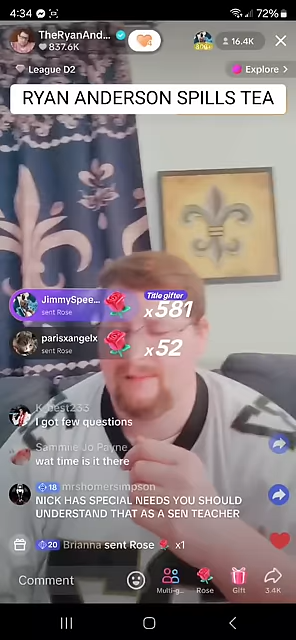 4:34
72%
TheRyanAnd...
837.6K
16.4K
League D2
Explore >
RYAN ANDERSON SPILLS TEA
Title gifter
JimmySpee...
sent Rose
x581
parisxangelx
sent Rose
x52
K_best233
I got few questions
Sammiie Jo Payne
wat time is it there
18 mrshomersimpson
NICK HAS SPECIAL NEEDS YOU SHOULD
UNDERSTAND THAT AS A SEN TEACHER
20 Brianna sent Rose x1
Comment
Multi-g...
Rose
Gift
3.4K